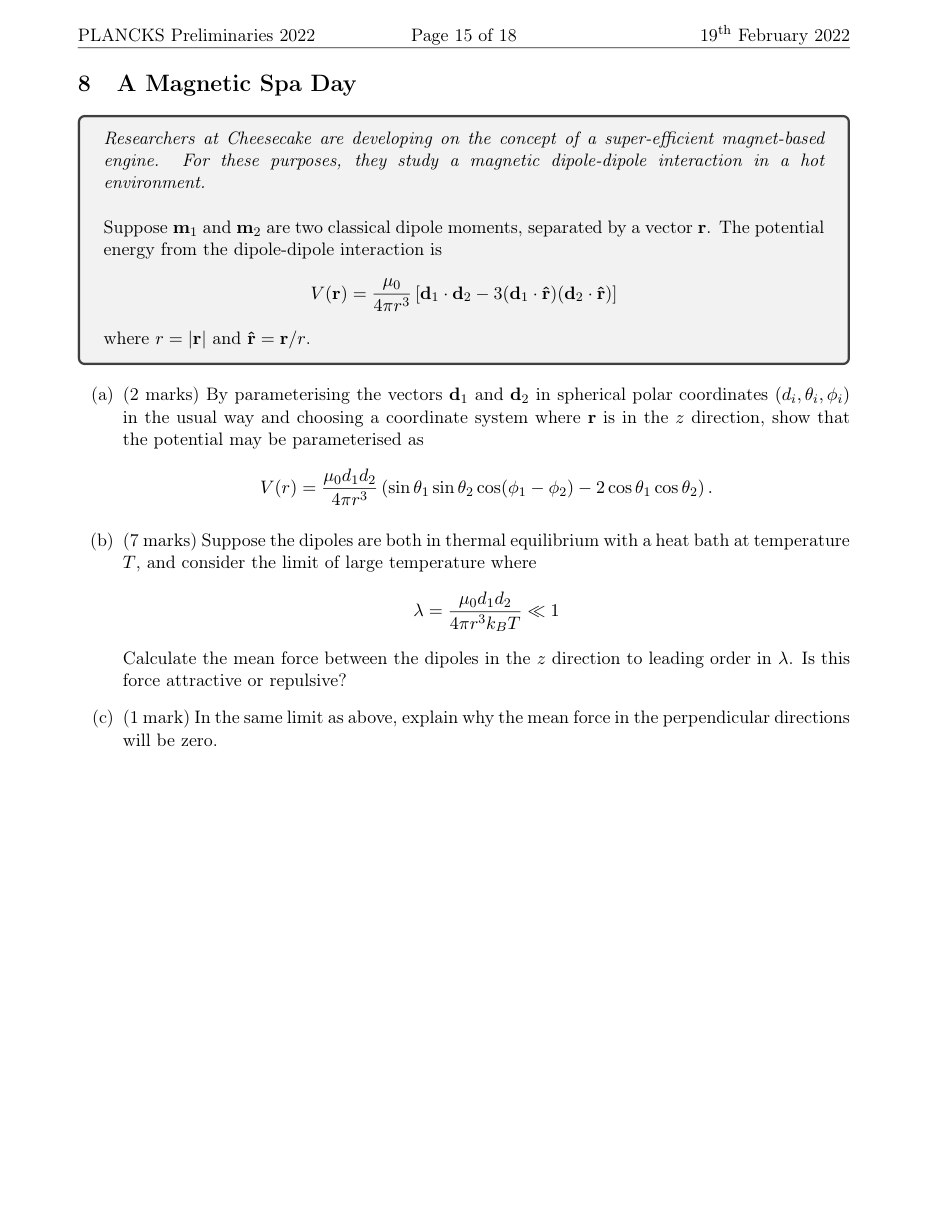 PLANCKS Preliminaries 2022 Page 15 of 18 19th February 2022
8 A Magnetic Spa Day
Researchers at Cheesecake are developing on the concept of a super-efficient magnet-based
engine. For these purposes, they study a magnetic dipole-dipole interaction in a hot
environment.
Suppose m₁ and m₂ are two classical dipole moments, separated by a vector r. The potential
energy from the dipole-dipole interaction is
V(r) = μ₀/4πr³ [d₁ · d₂ − 3(d₁ · r̂)(d₂ · r̂)]
where r = |r| and r̂ = r/r.
(a) (2 marks) By parameterising the vectors d₁ and d₂ in spherical polar coordinates (dᵢ, θᵢ, ϕᵢ)
in the usual way and choosing a coordinate system where r is in the z direction, show that
the potential may be parameterised as
V(r) = μ₀d₁d₂/4πr³ (sin θ₁ sin θ₂ cos(ϕ₁ − ϕ₂) − 2 cos θ₁ cos θ₂).
(b) (7 marks) Suppose the dipoles are both in thermal equilibrium with a heat bath at temperature
T, and consider the limit of large temperature where
λ = μ₀d₁d₂/4πr³k_BT ≪ 1
Calculate the mean force between the dipoles in the z direction to leading order in λ. Is this
force attractive or repulsive?
(c) (1 mark) In the same limit as above, explain why the mean force in the perpendicular directions
will be zero.